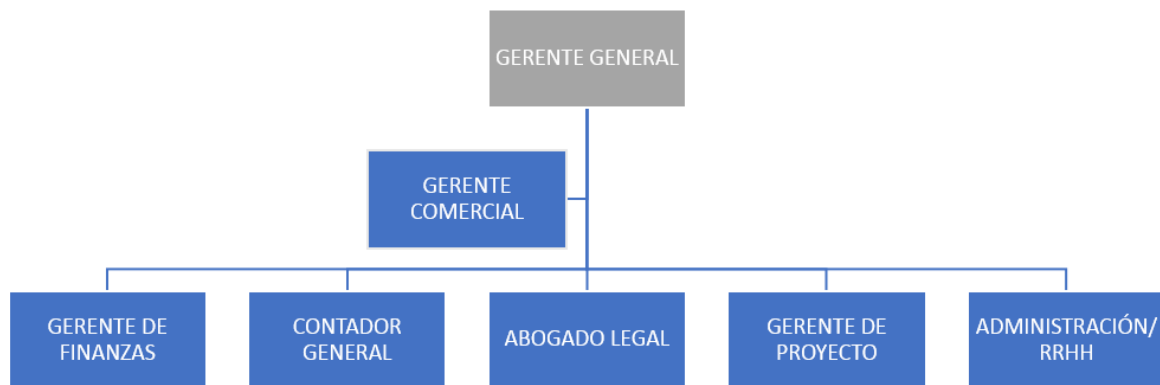 GERENTE GENERAL
GERENTE
COMERCIAL
GERENTE DE
FINANZAS
CONTADOR
GENERAL
ABOGADO LEGAL
GERENTE DE
PROYECTO
ADMINISTRACIÓN/
RRHH